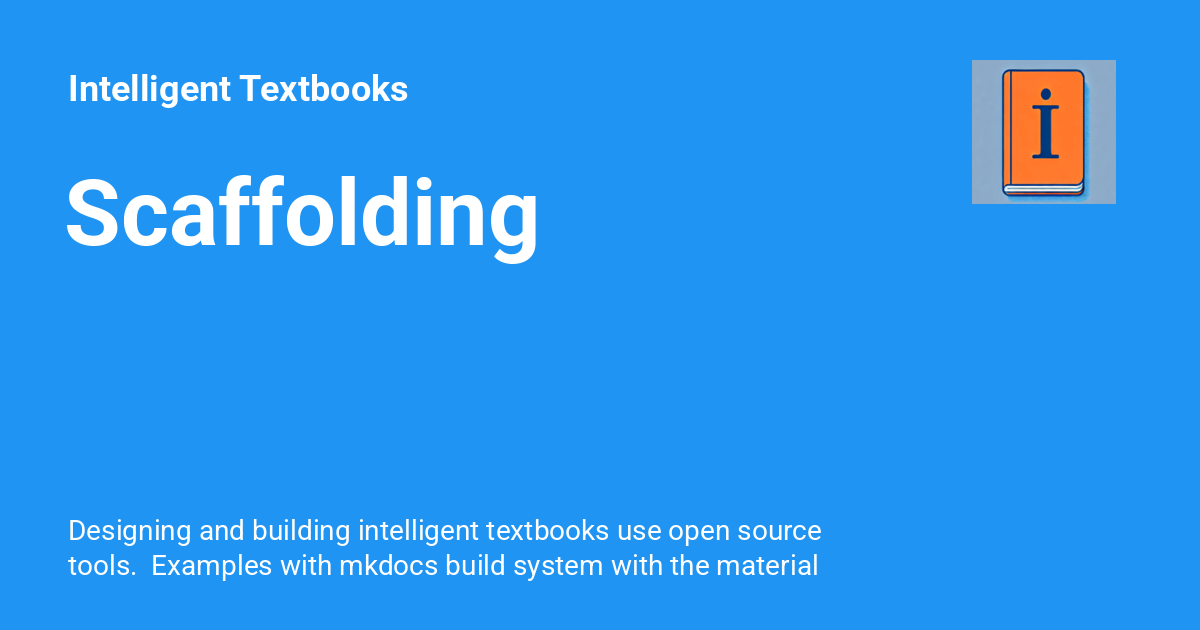 Intelligent Textbooks
i
Scaffolding
Designing and building intelligent textbooks use open source
tools.  Examples with mkdocs build system with the material